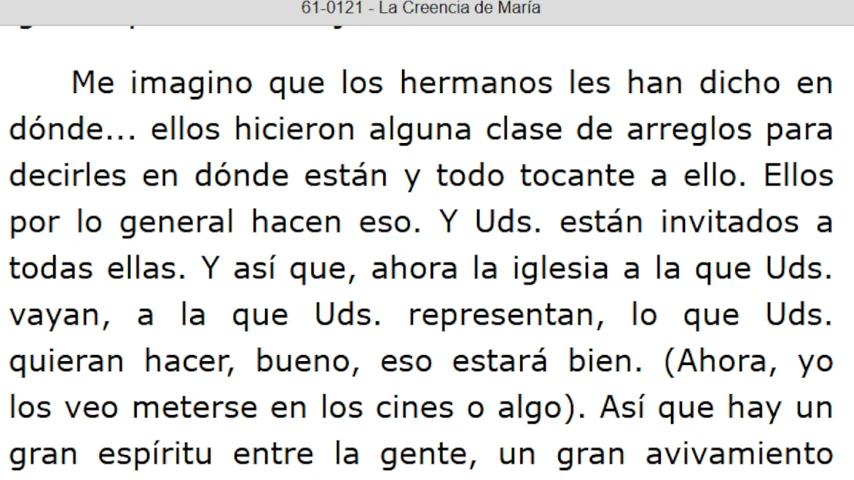 61-0121 - La Creencia de María
Me imagino que los hermanos les han dicho en
dónde... ellos hicieron alguna clase de arreglos para
decirles en dónde están y todo tocante a ello. Ellos
por lo general hacen eso. Y Uds. están invitados a
todas ellas. Y así que, ahora la iglesia a la que Uds.
vayan, a la que Uds. representan, lo que Uds.
quieran hacer, bueno, eso estará bien. (Ahora, yo
los veo meterse en los cines o algo). Así que hay un
gran espíritu entre la gente, un gran avivamiento